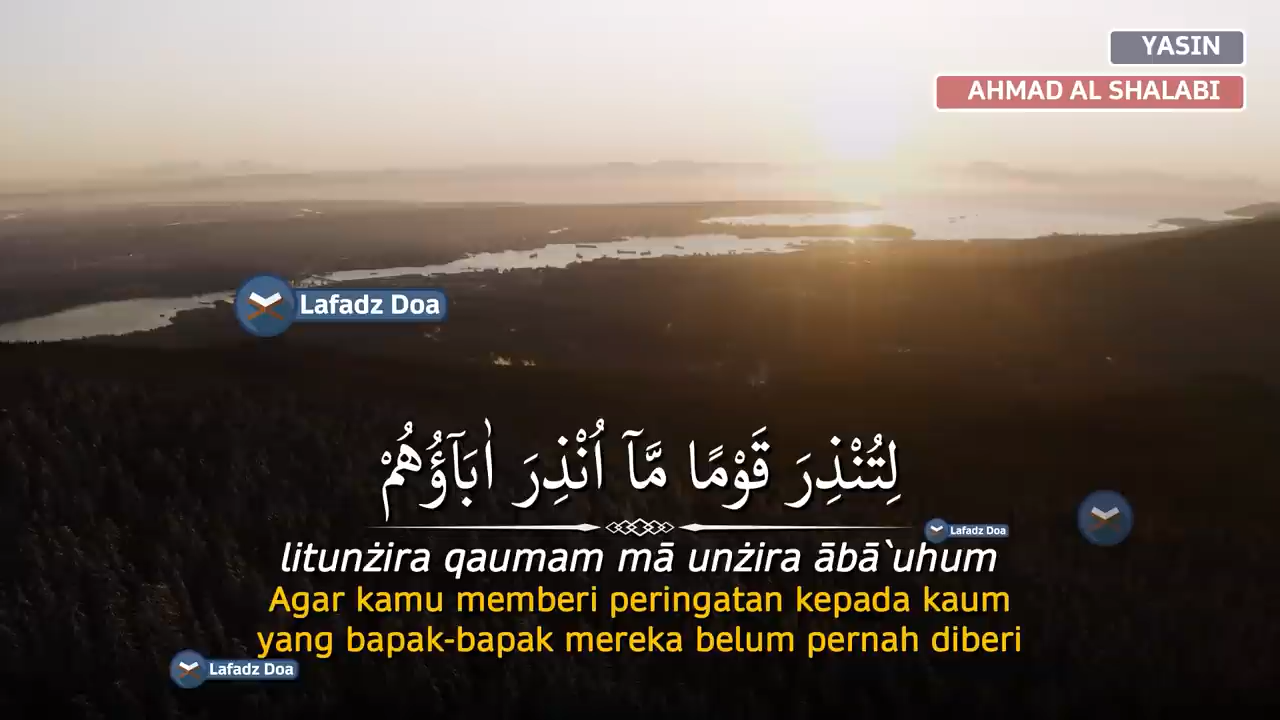 YASIN
AHMAD AL SHALABI
Lafadz Doa
لِتُنْذِرَ قَوْمًا مَّآ اُنْذِرَ اٰبَاۤؤُهُمْ
Lafadz Doa
litunżira qaumam mā unżira ābā`uhum
Agar kamu memberi peringatan kepada kaum
yang bapak-bapak mereka belum pernah diberi
Lafadz Doa